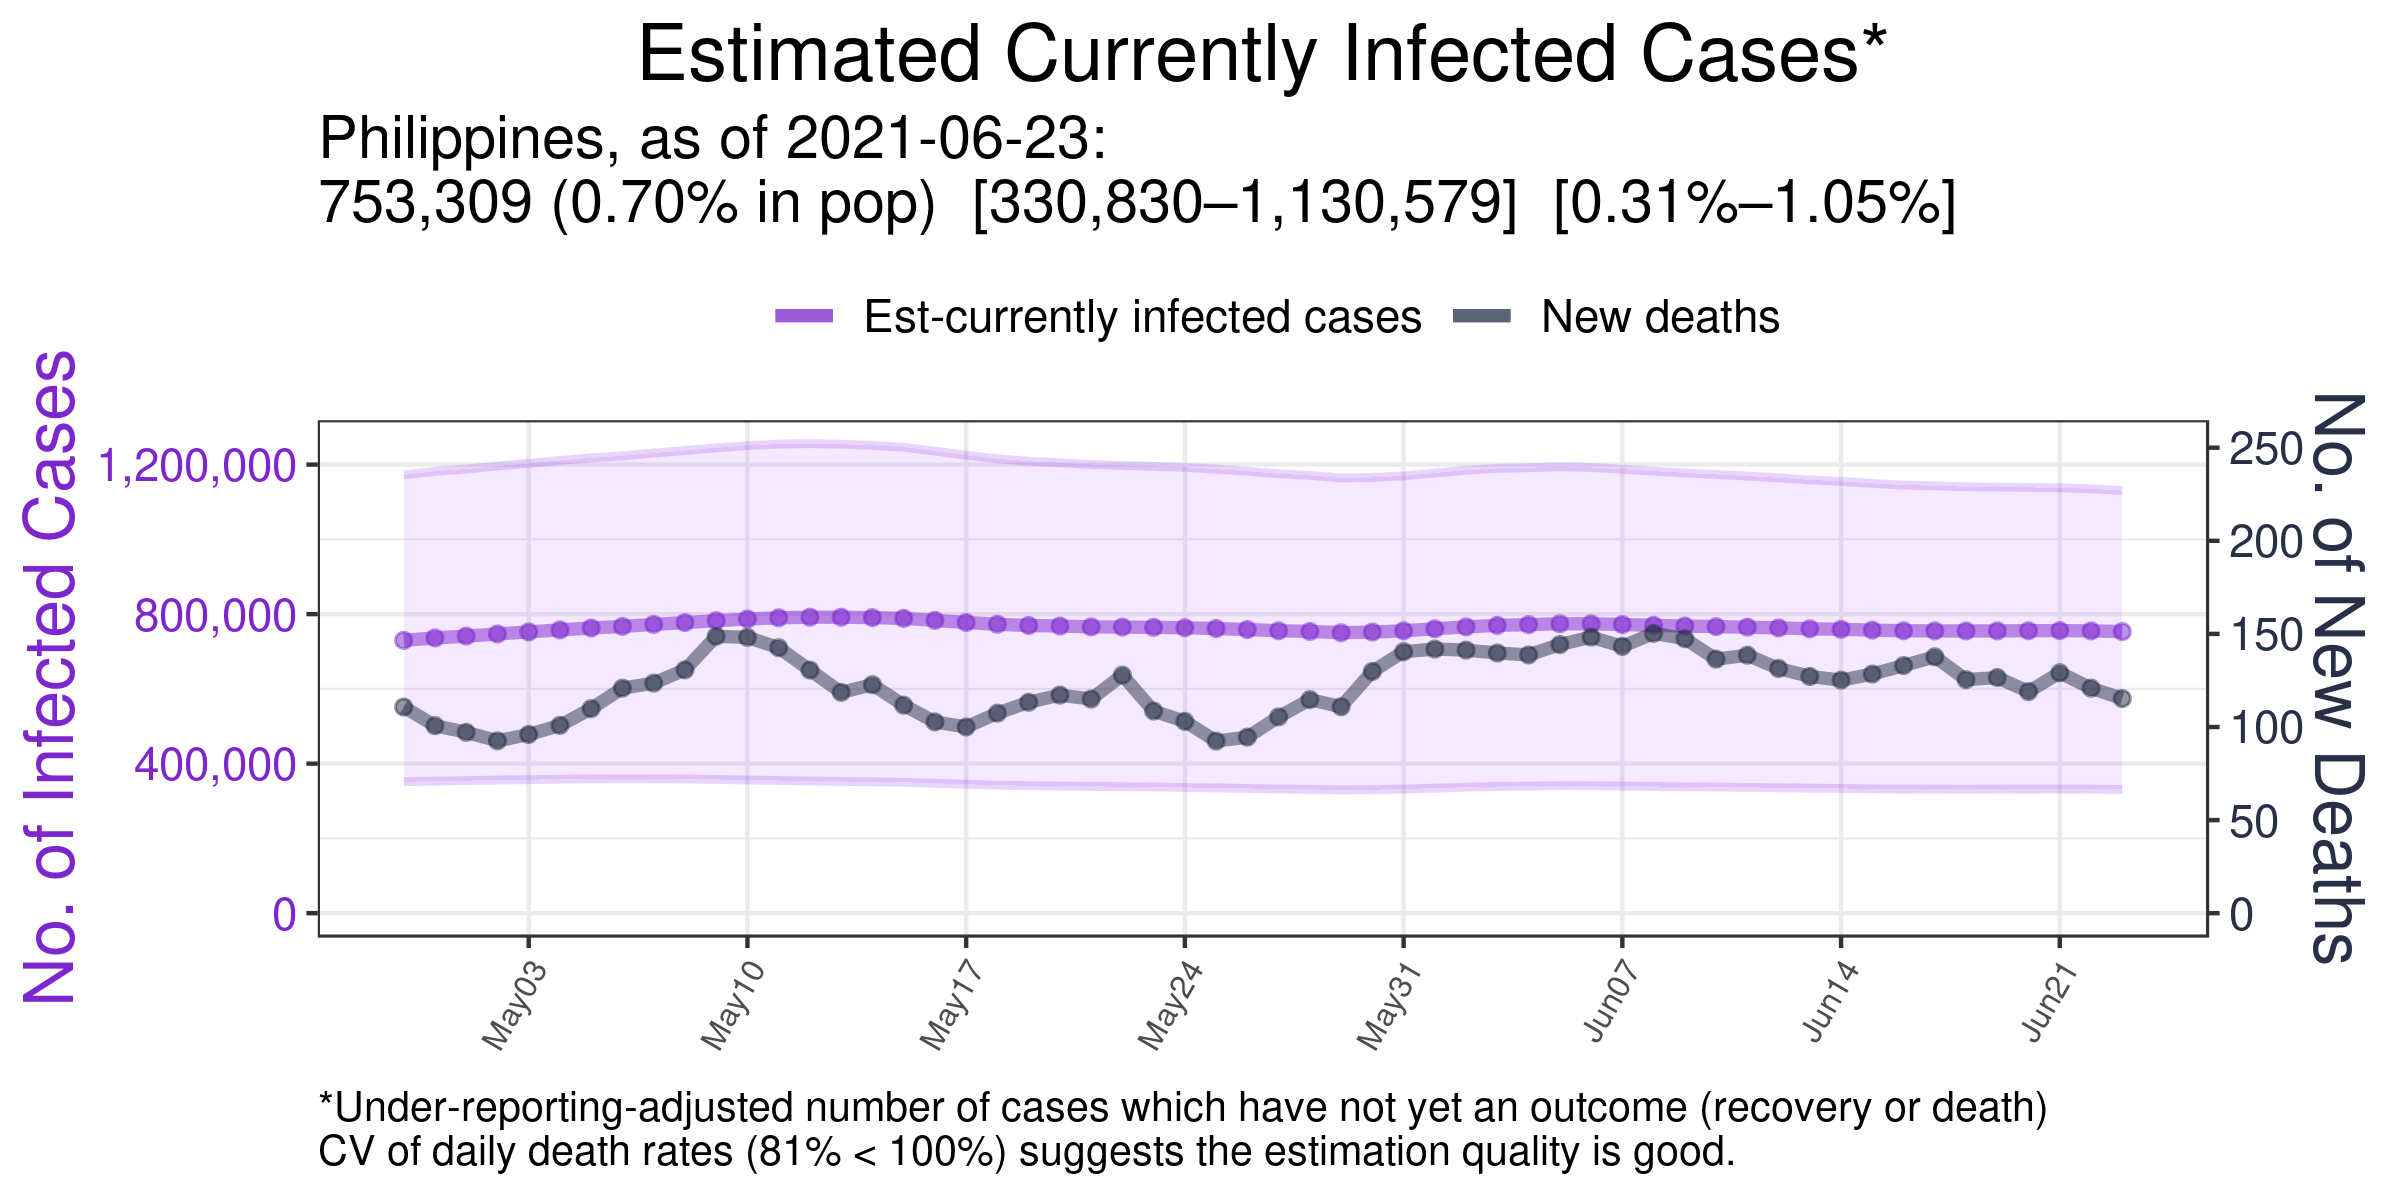 Estimated Currently Infected Cases*
Philippines, as of 2021-06-23:
753,309 (0.70% in pop)  [330,830–1,130,579]  [0.31%–1.05%]
Est-currently infected cases
New deaths
No. of Infected Cases
1,200,000
800,000
400,000
0
No. of New Deaths
250
200
150
100
50
0
May03
May10
May17
May24
May31
Jun07
Jun14
Jun21
*Under-reporting-adjusted number of cases which have not yet an outcome (recovery or death)
CV of daily death rates (81% < 100%) suggests the estimation quality is good.